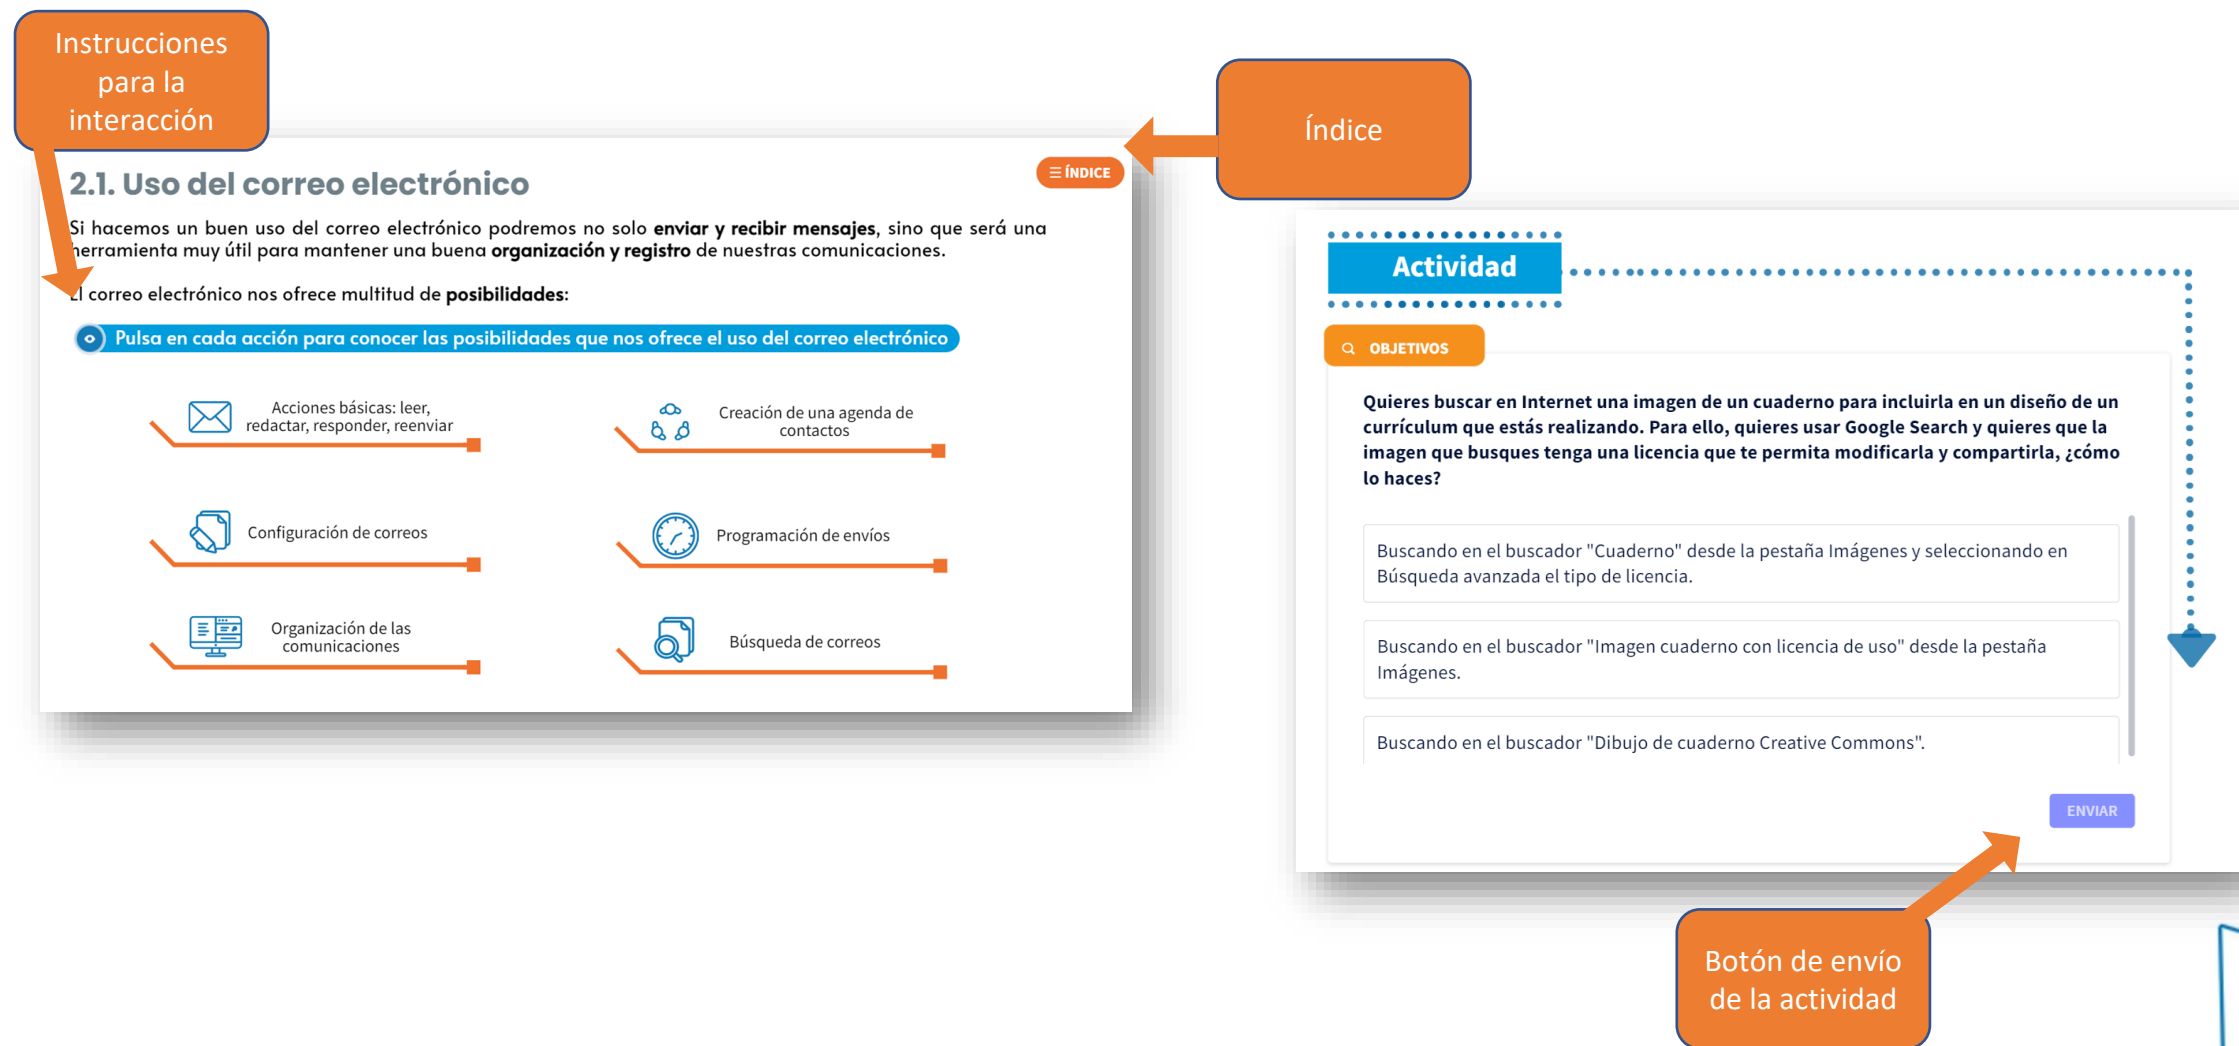 Instrucciones
para la
interacción
Índice
2.1. Uso del correo electrónico
☰ ÍNDICE
Si hacemos un buen uso del correo electrónico podremos no solo enviar y recibir mensajes, sino que será una
herramienta muy útil para mantener una buena organización y registro de nuestras comunicaciones.
El correo electrónico nos ofrece multitud de posibilidades:
Pulsa en cada acción para conocer las posibilidades que nos ofrece el uso del correo electrónico
Acciones básicas: leer,
redactar, responder, reenviar
Creación de una agenda de
contactos
Configuración de correos
Programación de envíos
Organización de las
comunicaciones
Búsqueda de correos
Actividad
OBJETIVOS
Quieres buscar en Internet una imagen de un cuaderno para incluirla en un diseño de un
currículum que estás realizando. Para ello, quieres usar Google Search y quieres que la
imagen que busques tenga una licencia que te permita modificarla y compartirla, ¿cómo
lo haces?
Buscando en el buscador "Cuaderno" desde la pestaña Imágenes y seleccionando en
Búsqueda avanzada el tipo de licencia.
Buscando en el buscador "Imagen cuaderno con licencia de uso" desde la pestaña
Imágenes.
Buscando en el buscador "Dibujo de cuaderno Creative Commons".
ENVIAR
Botón de envío
de la actividad